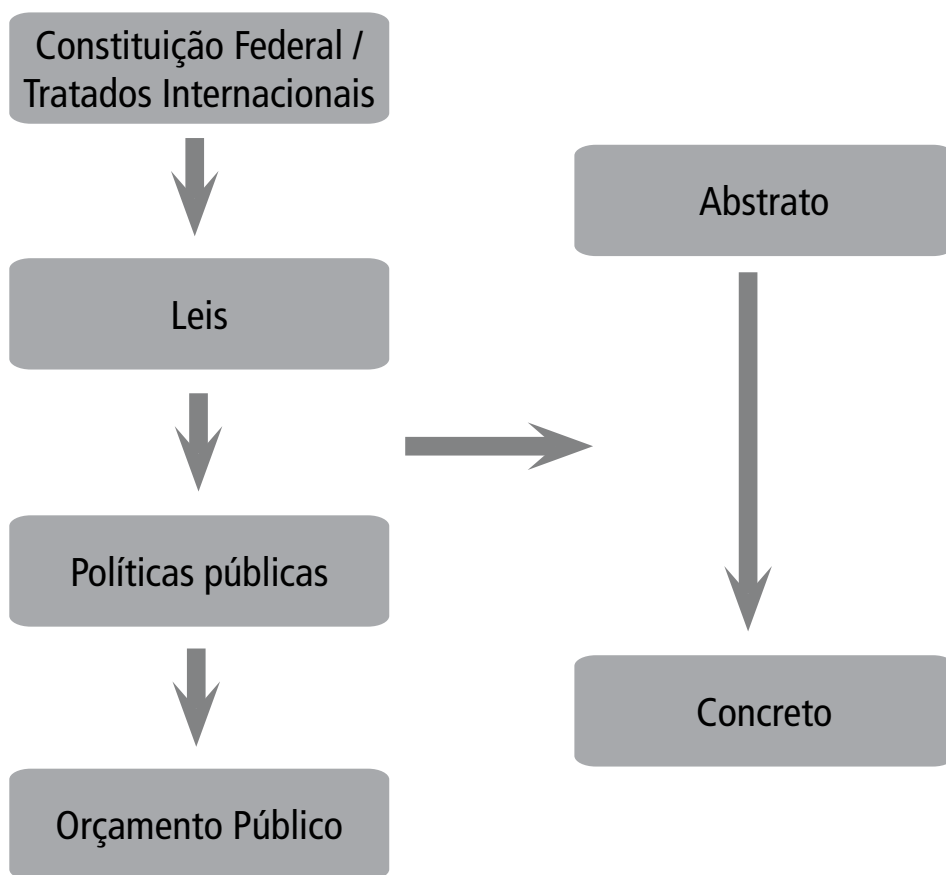 Constituição Federal /
Tratados Internacionais
Leis
Políticas públicas
Orçamento Público
Abstrato
Concreto